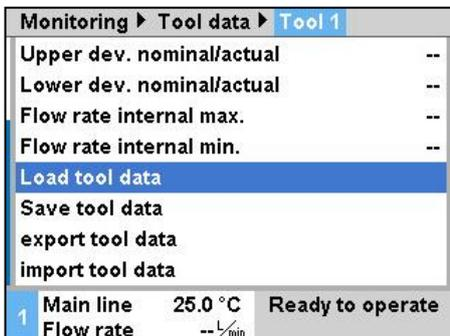 Monitoring ▶ Tool data ▶ Tool 1
Upper dev. nominal/actual --
Lower dev. nominal/actual --
Flow rate internal max. --
Flow rate internal min. --
Load tool data
Save tool data
export tool data
import tool data
1 Main line 25.0 °C Ready to operate
Flow rate -- L/min